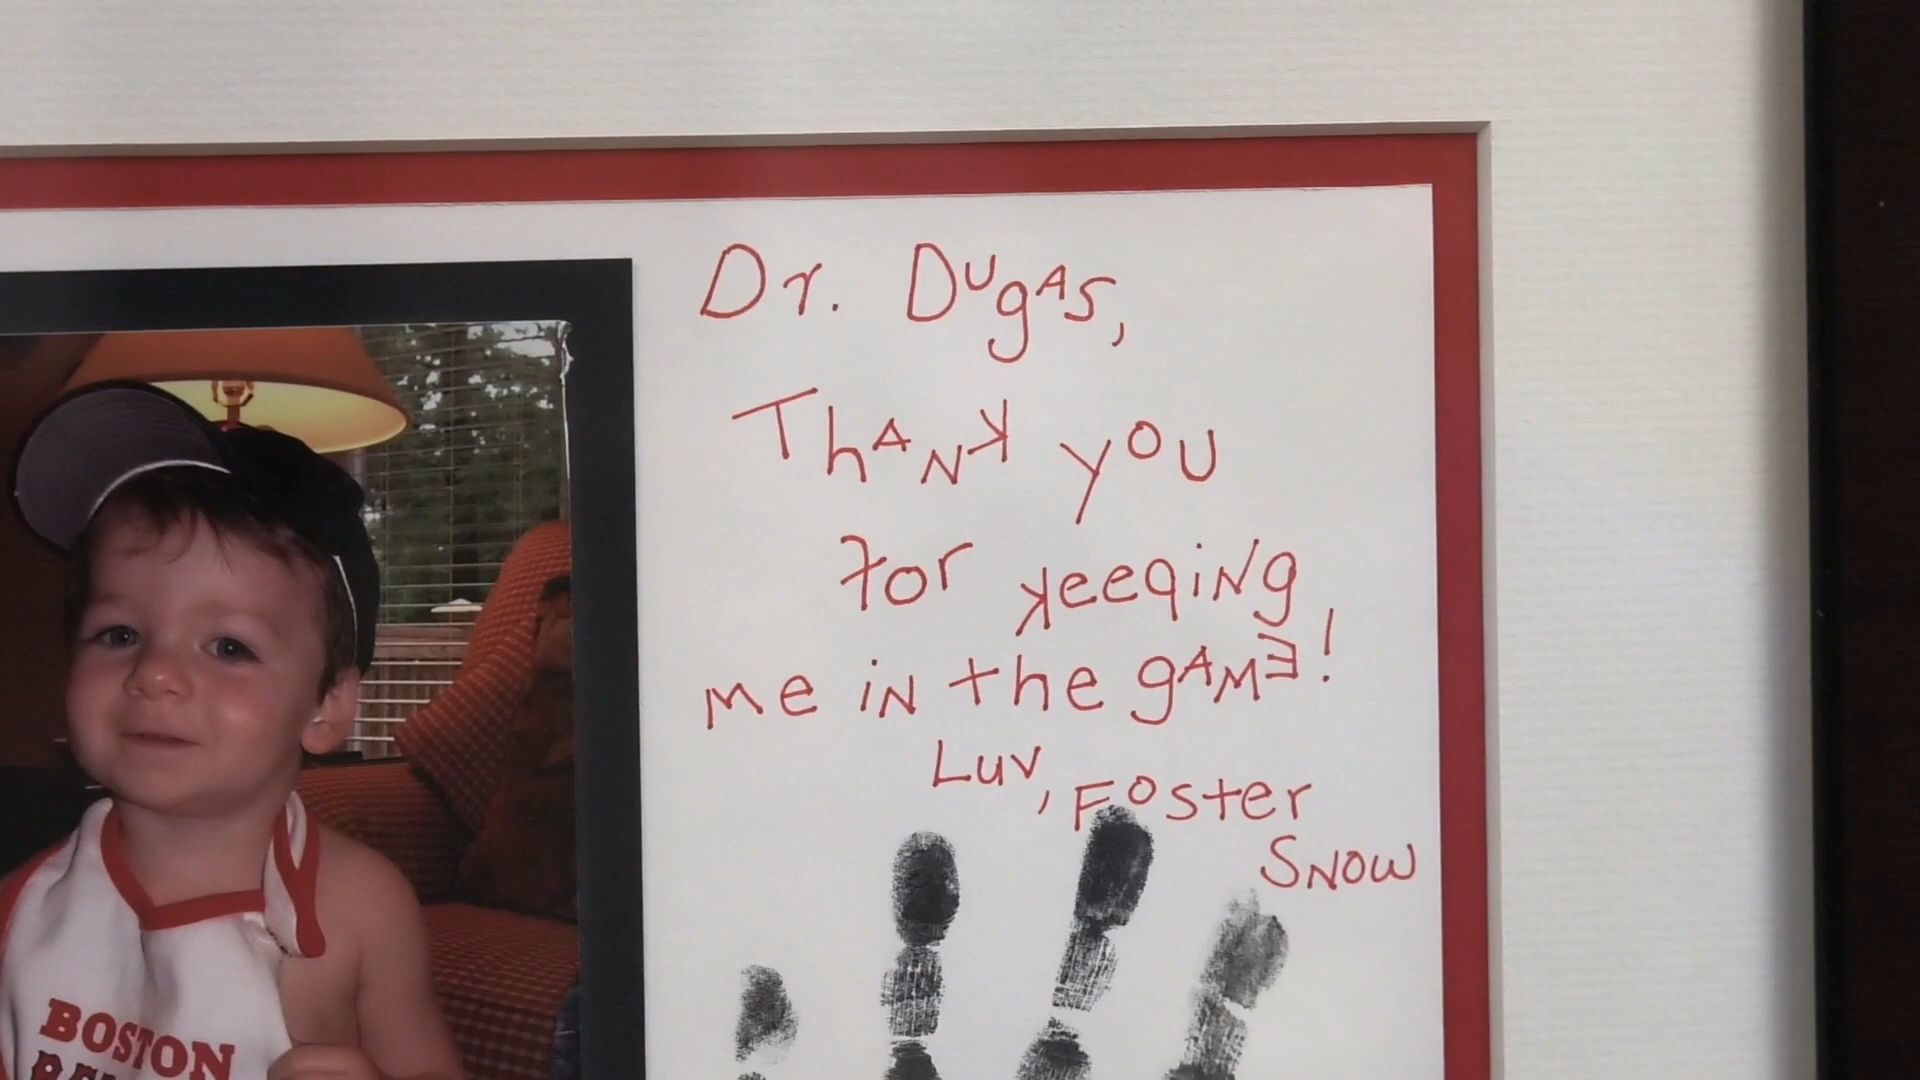 Dr. Dugas,
Thank you
for keeping
me in the game!
Luv, Foster
Snow
BOSTON